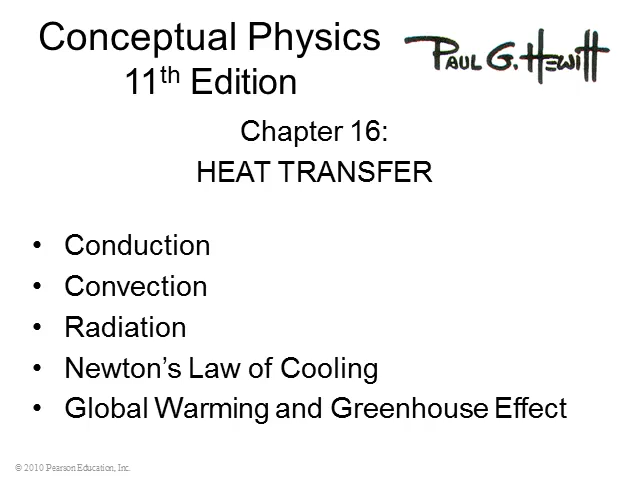 Conceptual Physics
11th Edition
PAUL G. HEWITT
Chapter 16:
HEAT TRANSFER
• Conduction
• Convection
• Radiation
• Newton’s Law of Cooling
• Global Warming and Greenhouse Effect
© 2010 Pearson Education, Inc.